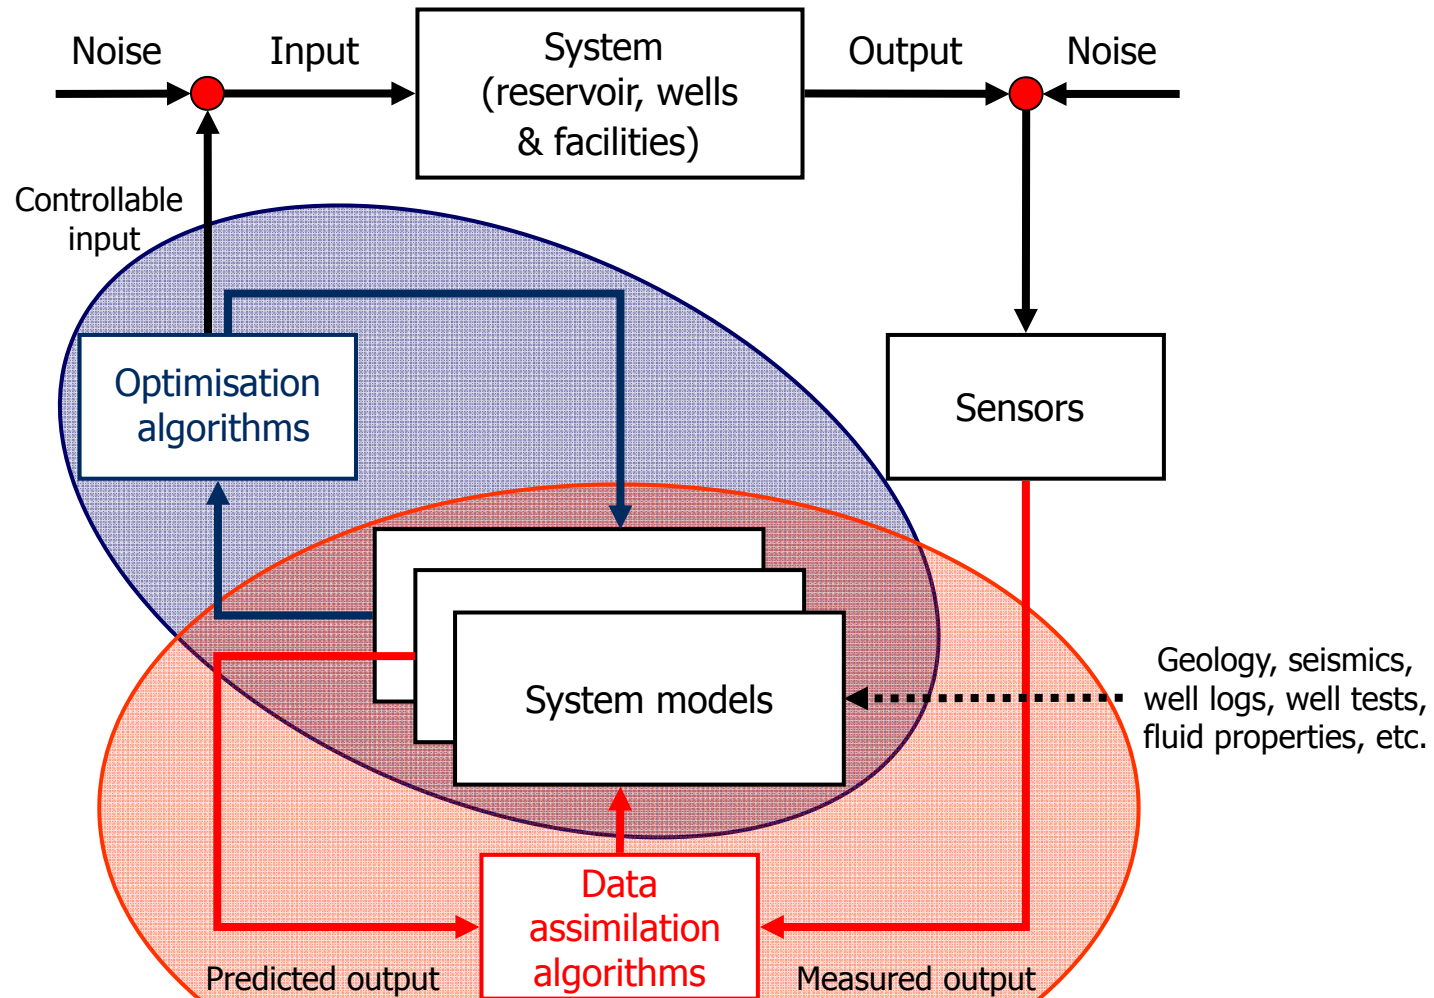 Noise
Input
System
(reservoir, wells
& facilities)
Output
Noise
Controllable
input
Optimisation
algorithms
Sensors
System models
Geology, seismics,
well logs, well tests,
fluid properties, etc.
Data
assimilation
algorithms
Predicted output
Measured output